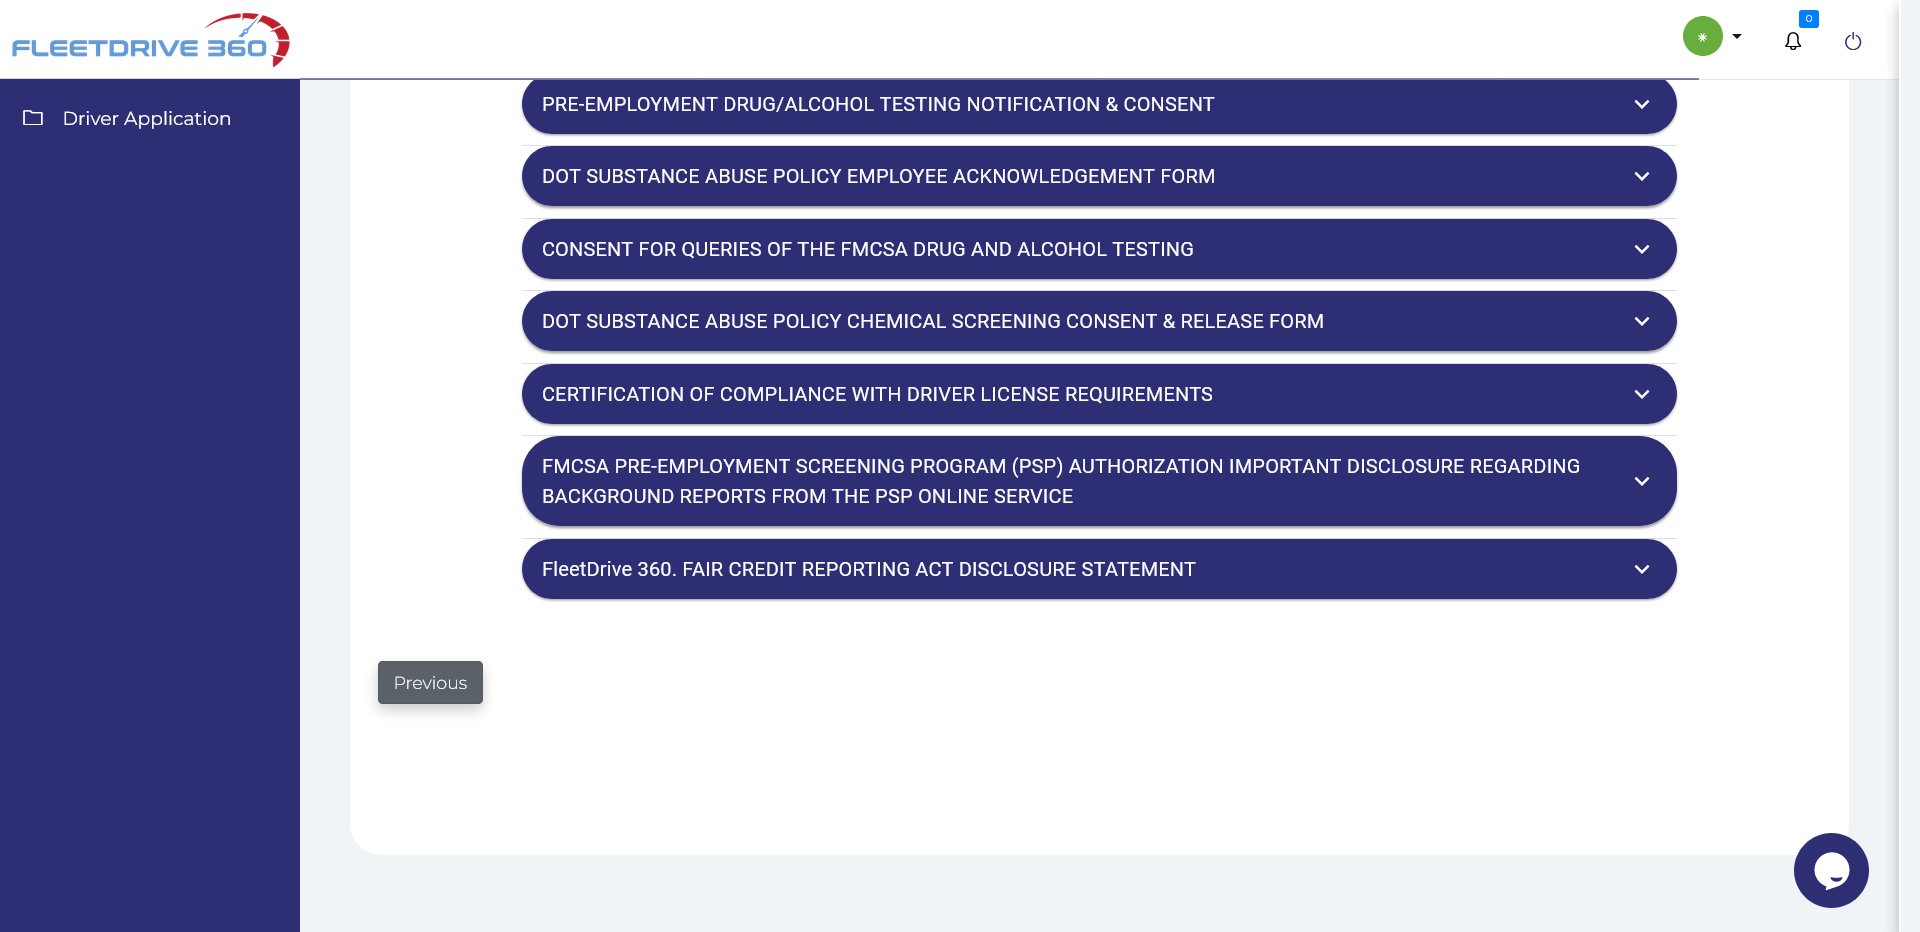 FLEETDRIVE 360
0
Driver Application
PRE-EMPLOYMENT DRUG/ALCOHOL TESTING NOTIFICATION & CONSENT
DOT SUBSTANCE ABUSE POLICY EMPLOYEE ACKNOWLEDGEMENT FORM
CONSENT FOR QUERIES OF THE FMCSA DRUG AND ALCOHOL TESTING
DOT SUBSTANCE ABUSE POLICY CHEMICAL SCREENING CONSENT & RELEASE FORM
CERTIFICATION OF COMPLIANCE WITH DRIVER LICENSE REQUIREMENTS
FMCSA PRE-EMPLOYMENT SCREENING PROGRAM (PSP) AUTHORIZATION IMPORTANT DISCLOSURE REGARDING
BACKGROUND REPORTS FROM THE PSP ONLINE SERVICE
FleetDrive 360. FAIR CREDIT REPORTING ACT DISCLOSURE STATEMENT
Previous